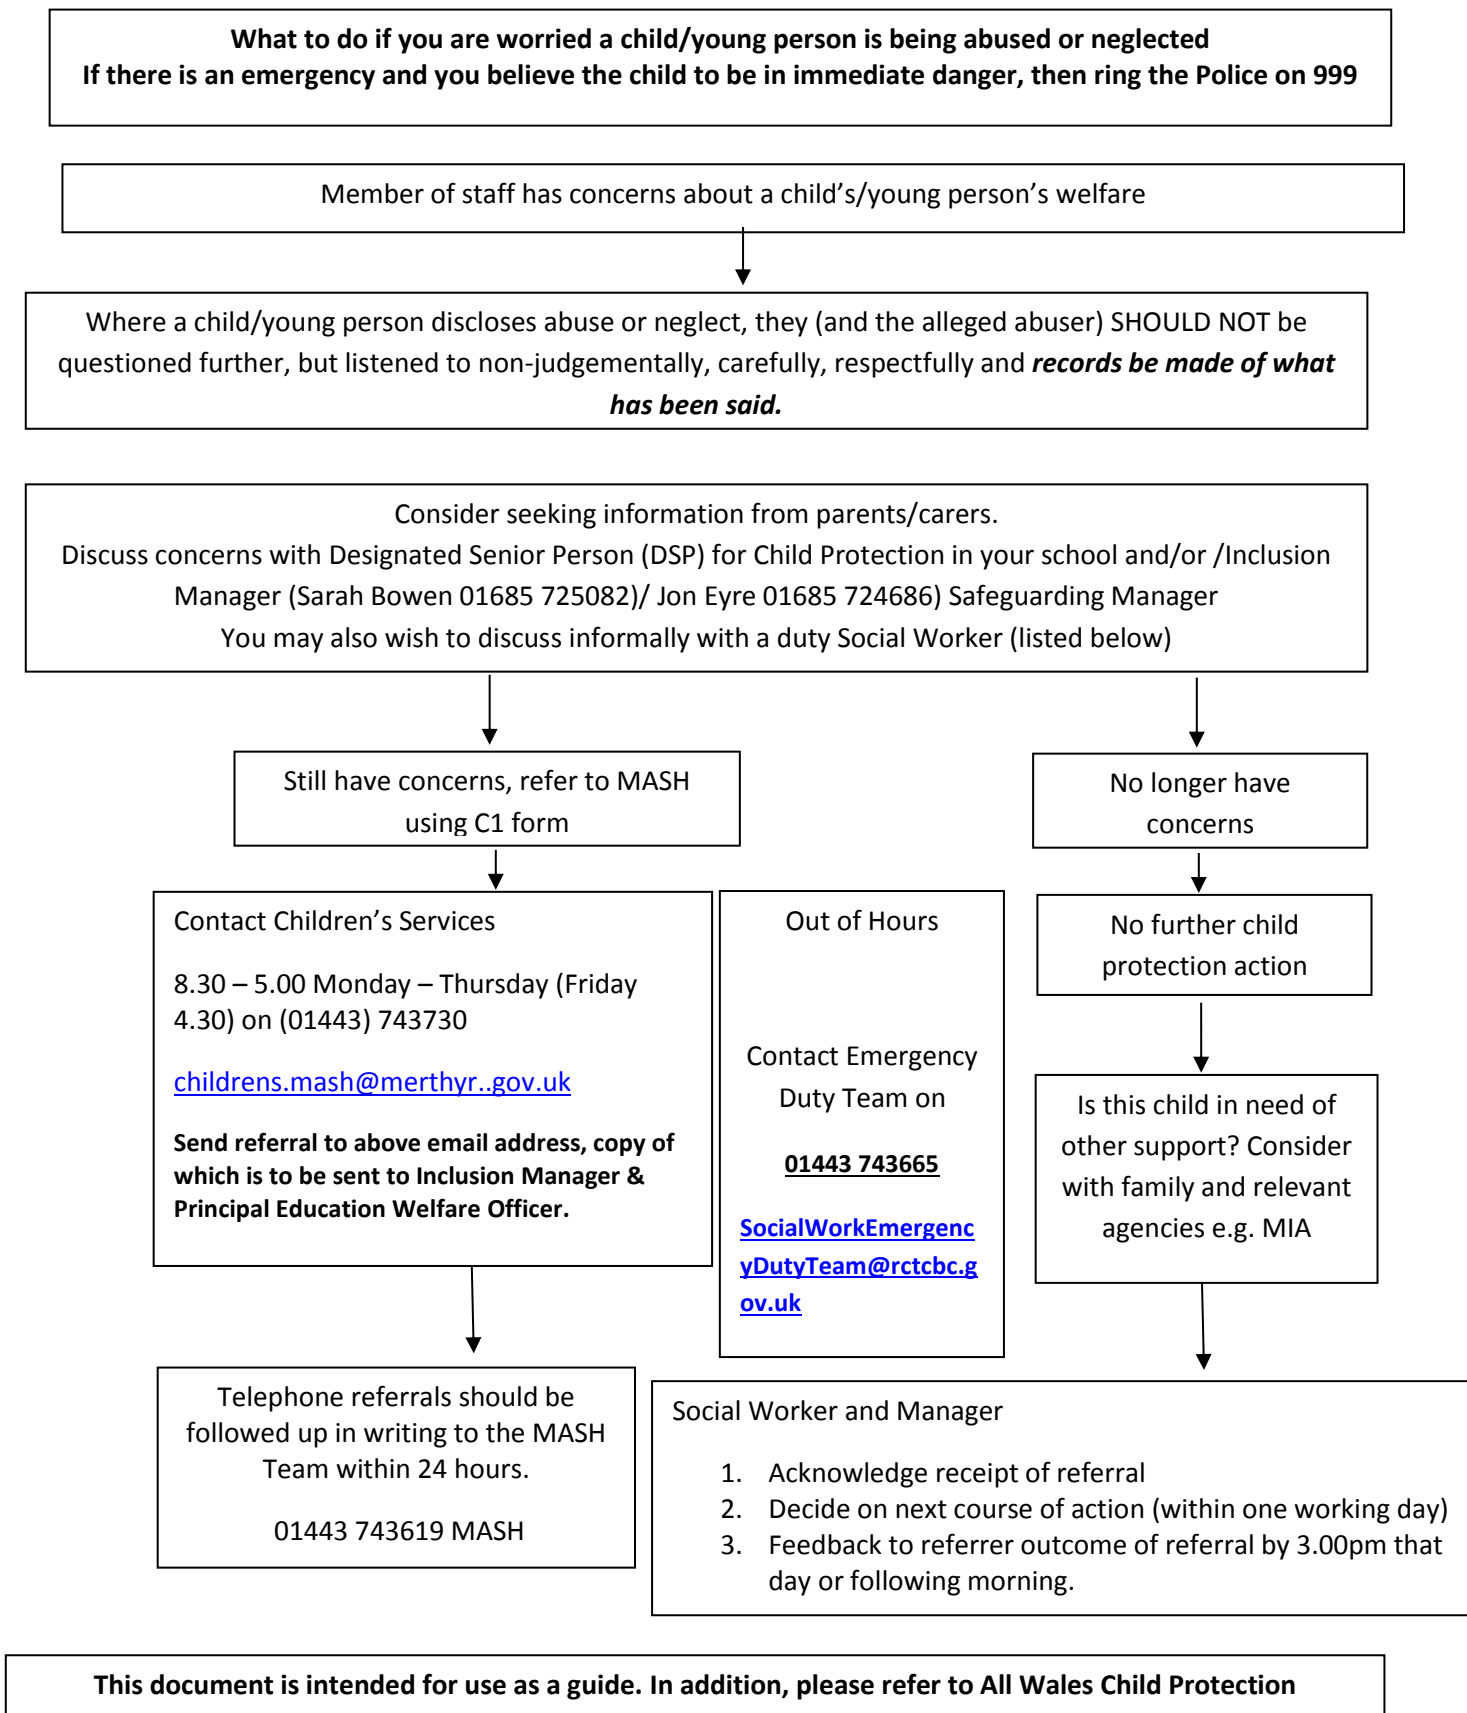 What to do if you are worried a child/young person is being abused or neglected
If there is an emergency and you believe the child to be in immediate danger, then ring the Police on 999
Member of staff has concerns about a child’s/young person’s welfare
Where a child/young person discloses abuse or neglect, they (and the alleged abuser) SHOULD NOT be
questioned further, but listened to non-judgementally, carefully, respectfully and records be made of what
has been said.
Consider seeking information from parents/carers.
Discuss concerns with Designated Senior Person (DSP) for Child Protection in your school and/or /Inclusion
Manager (Sarah Bowen 01685 725082)/ Jon Eyre 01685 724686) Safeguarding Manager
You may also wish to discuss informally with a duty Social Worker (listed below)
Still have concerns, refer to MASH
using C1 form
No longer have
concerns
Contact Children’s Services
8.30 – 5.00 Monday – Thursday (Friday
4.30) on (01443) 743730
childrens.mash@merthyr..gov.uk
Send referral to above email address, copy of
which is to be sent to Inclusion Manager &
Principal Education Welfare Officer.
Out of Hours
Contact Emergency
Duty Team on
01443 743665
SocialWorkEmergenc
yDutyTeam@rctcbc.g
ov.uk
No further child
protection action
Is this child in need of
other support? Consider
with family and relevant
agencies e.g. MIA
Telephone referrals should be
followed up in writing to the MASH
Team within 24 hours.
01443 743619 MASH
Social Worker and Manager
1. Acknowledge receipt of referral
2. Decide on next course of action (within one working day)
3. Feedback to referrer outcome of referral by 3.00pm that
day or following morning.
This document is intended for use as a guide. In addition, please refer to All Wales Child Protection